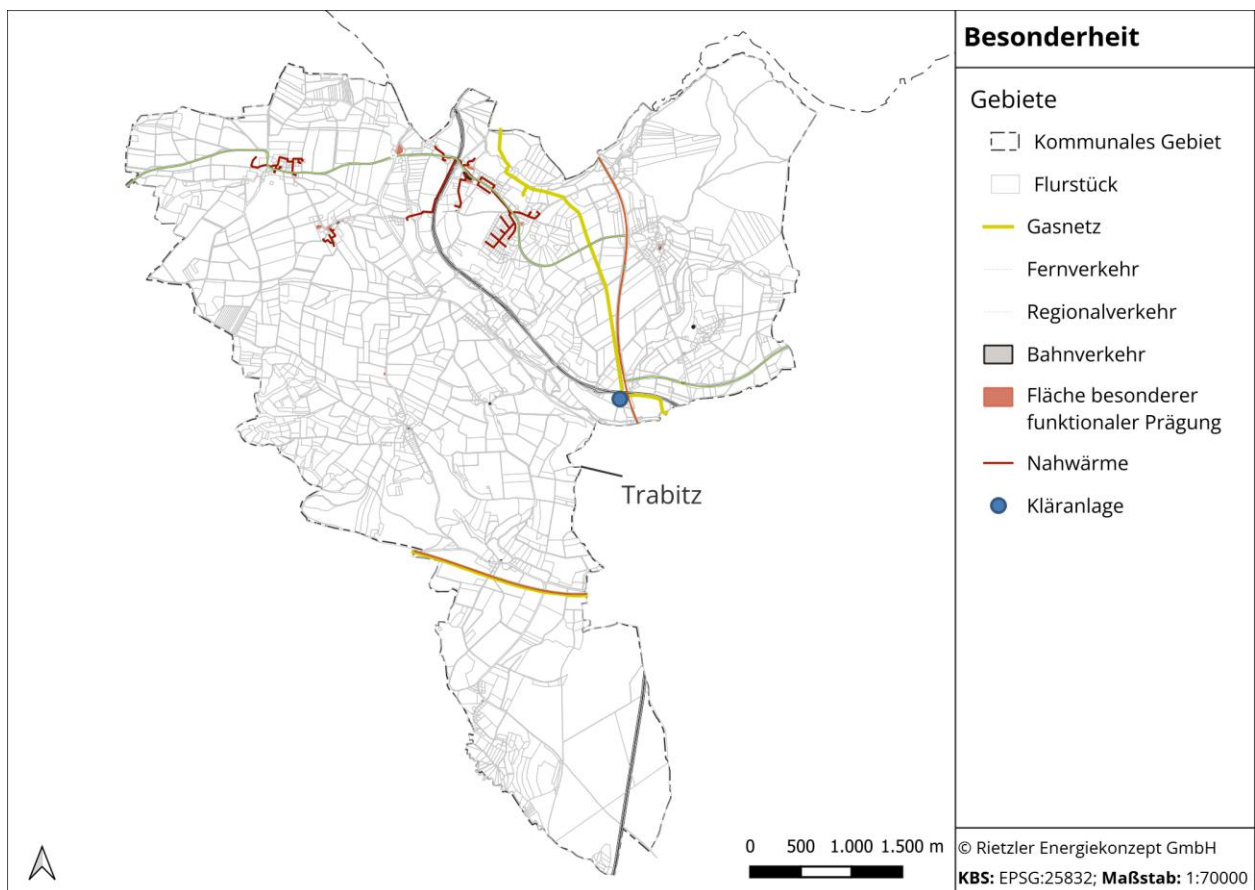 Besonderheit
Gebiete
Kommunales Gebiet
Flurstück
Gasnetz
Fernverkehr
Regionalverkehr
Bahnverkehr
Fläche besonderer
funktionaler Prägung
Nahwärme
Kläranlage
Trabitz
0 500 1.000 1.500 m
© Rietzler Energiekonzept GmbH
KBS: EPSG:25832; Maßstab: 1:70000